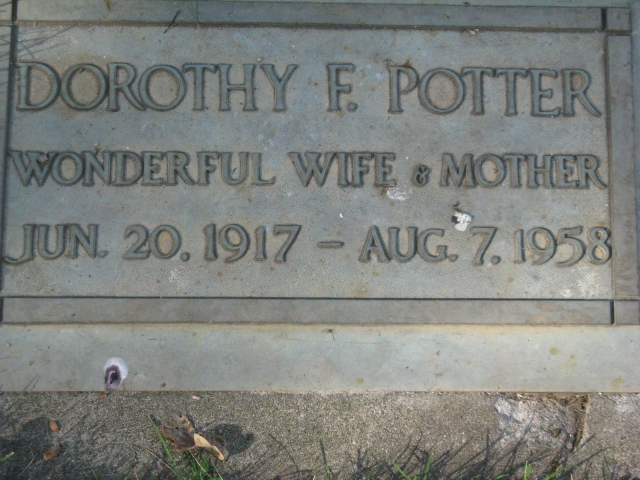 DOROTHY F. POTTER
WONDERFUL WIFE & MOTHER
JUN. 20. 1917 - AUG. 7. 1958